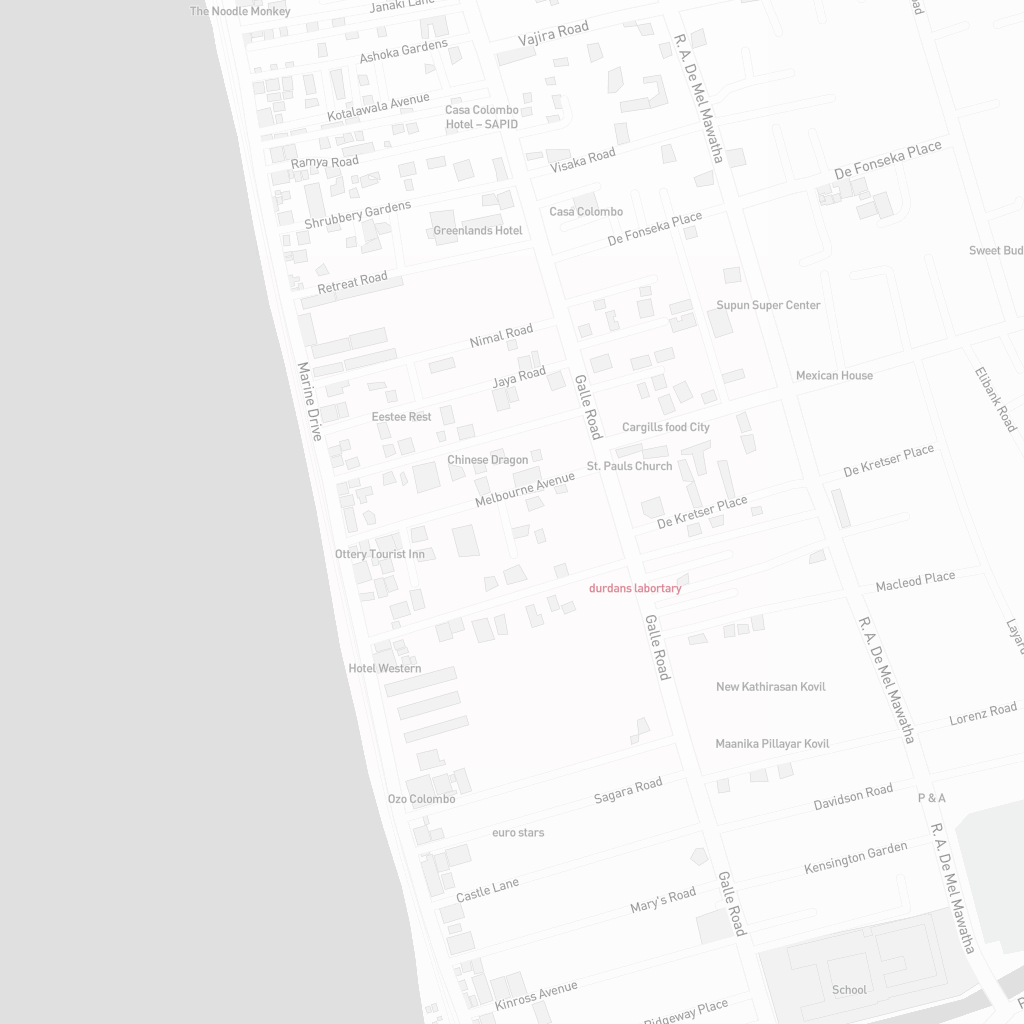 The Noodle Monkey
Janaki Lane
Road
Vajira Road
Ashoka Gardens
R. A. De Mel Mawatha
Kotalawala Avenue
Casa Colombo
Hotel – SAPID
Ramya Road
Visaka Road
De Fonseka Place
Shrubbery Gardens
Casa Colombo
Greenlands Hotel
De Fonseka Place
Sweet Bud
Retreat Road
Supun Super Center
Nimal Road
Jaya Road
Mexican House
Marine Drive
Galle Road
Elibank Road
Eestee Rest
Cargills food City
Chinese Dragon
St. Pauls Church
De Kretser Place
Melbourne Avenue
De Kretser Place
Ottery Tourist Inn
durdans labortary
Macleod Place
Galle Road
R. A. De Mel Mawatha
Layard
Hotel Western
New Kathirasan Kovil
Lorenz Road
Maanika Pillayar Kovil
Ozo Colombo
Sagara Road
Davidson Road
P & A
euro stars
R. A. De Mel Mawatha
Kensington Garden
Castle Lane
Mary's Road
Galle Road
Kinross Avenue
School
Ridgeway Place